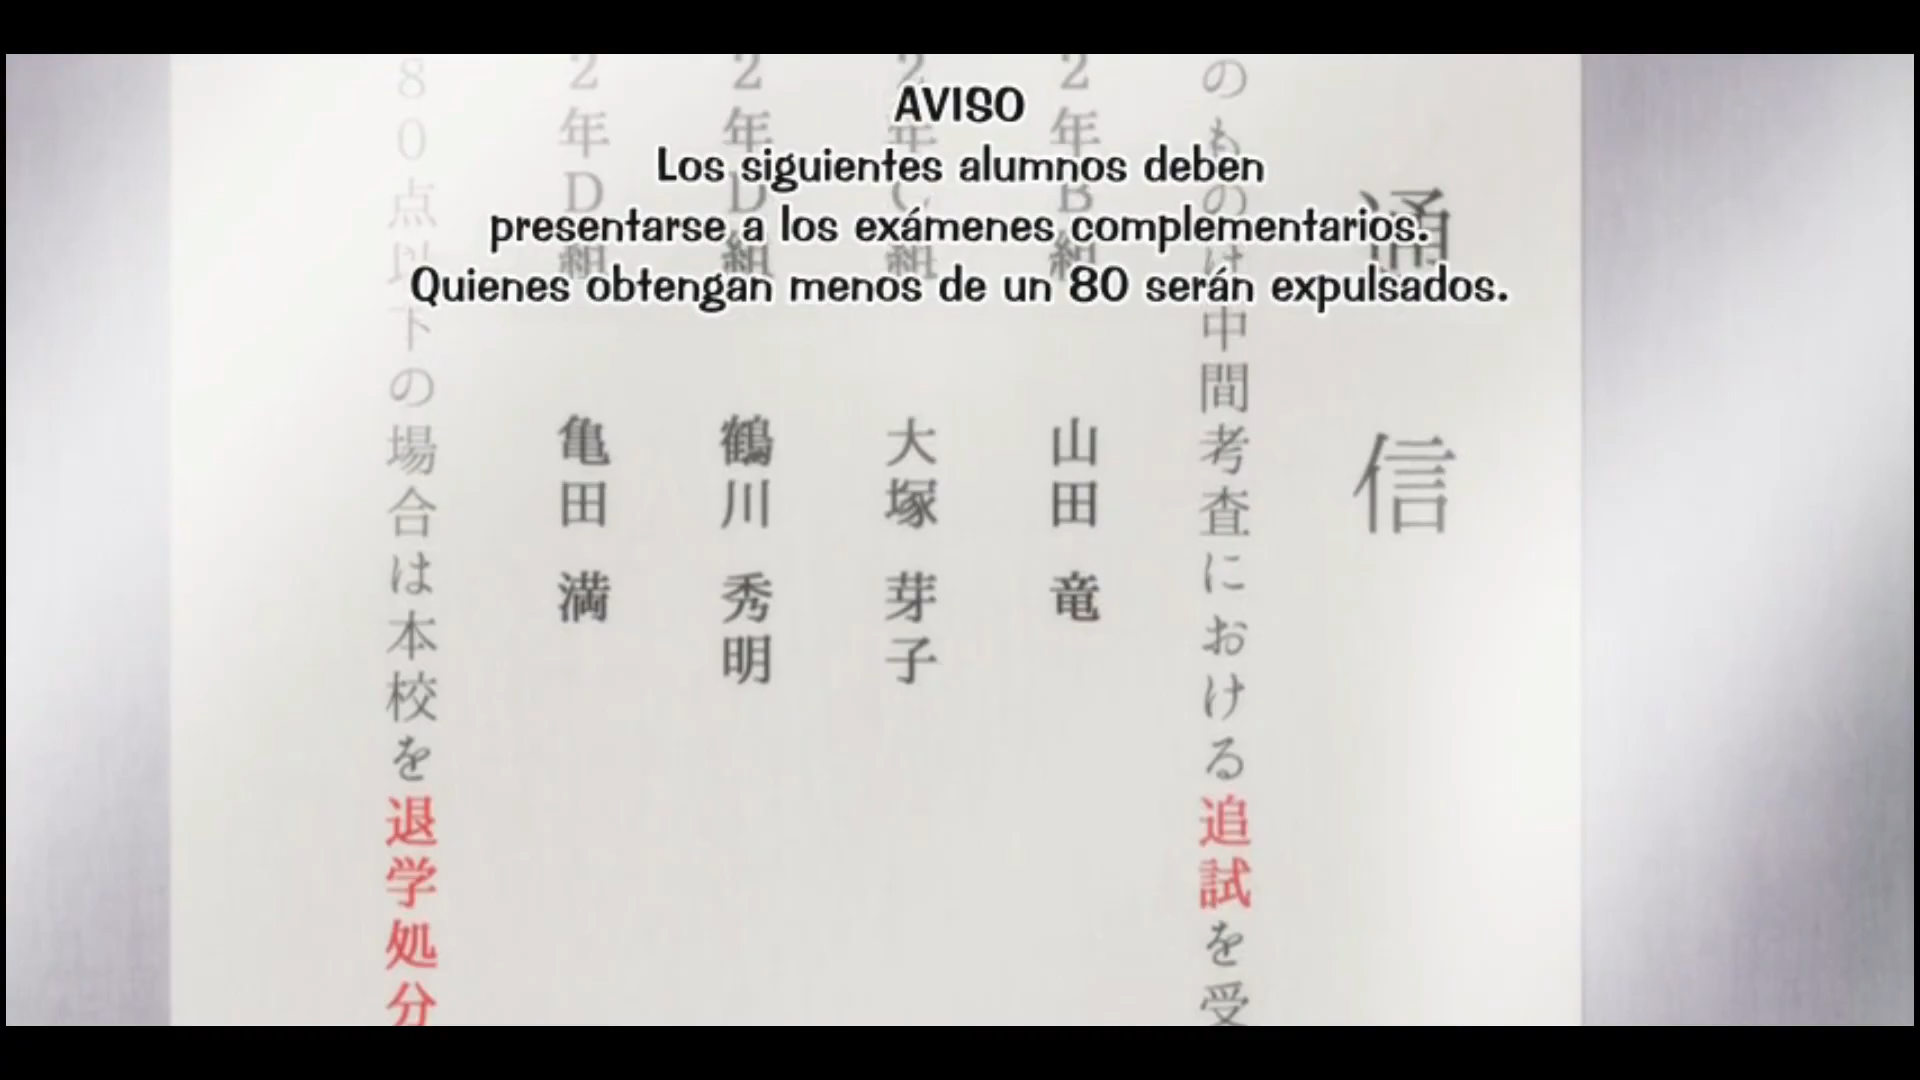 AVISO
Los siguientes alumnos deben
presentarse a los exámenes complementarios.
Quienes obtengan menos de un 80 serán expulsados.
通信
のものは中間考査における追試を受
2年B組 山田 竜
2年C組 大塚 芽子
2年D組 鶴川 秀明
2年D組 亀田 満
80点以下の場合は本校を退学処分